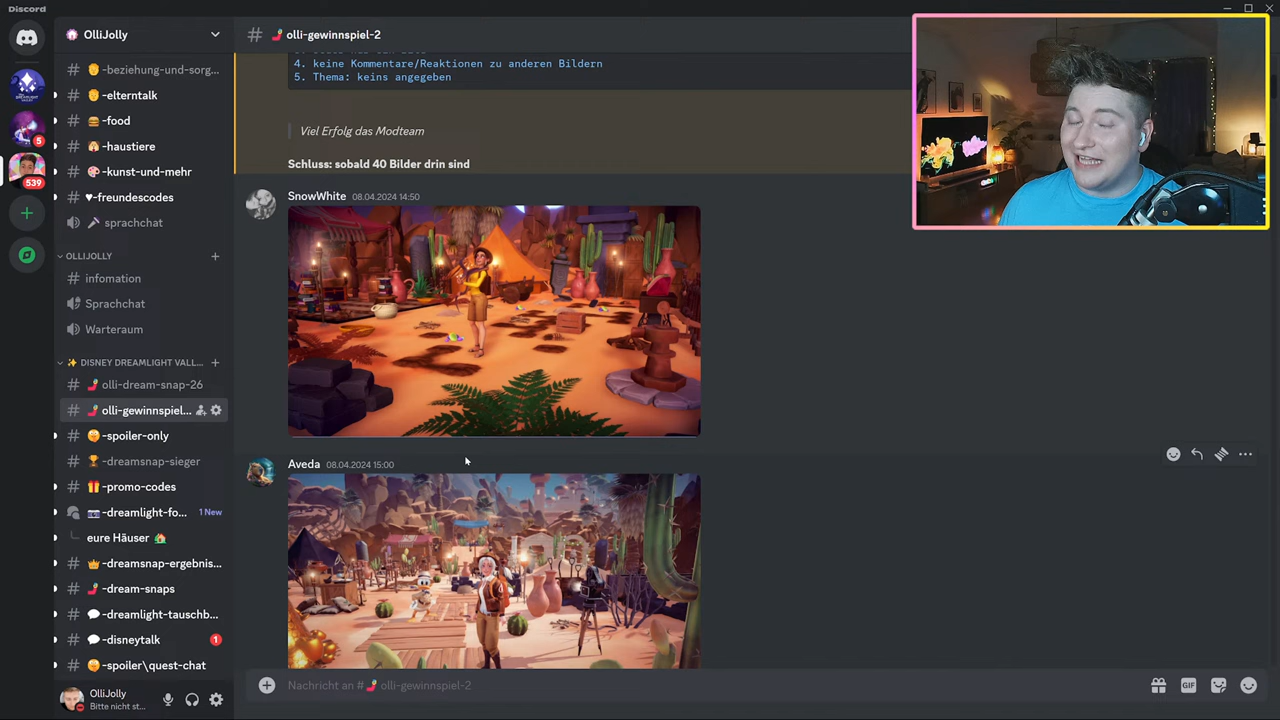 Discord
OlliJolly
# olli-gewinnspiel-2
-beziehung-und-sorg...
-elterntalk
-food
-haustiere
-kunst-und-mehr
-freundescodes
sprachchat
OLLIJOLLY
infomation
Sprachchat
Warteraum
DISNEY DREAMLIGHT VALL...
olli-dream-snap-26
olli-gewinnspiel...
-spoiler-only
-dreamsnap-sieger
-promo-codes
-dreamlight-fo... 1 New
eure Häuser
-dreamsnap-ergebnis...
-dream-snaps
-dreamlight-tauschb...
-disneytalk 1
-spoiler\quest-chat
5
539
OlliJolly
Bitte nicht st...
4. keine Kommentare/Reaktionen zu anderen Bildern
5. Thema: keins angegeben
Viel Erfolg das Modteam
Schluss: sobald 40 Bilder drin sind
SnowWhite 08.04.2024 14:50
Aveda 08.04.2024 15:00
Nachricht an # olli-gewinnspiel-2
GIF